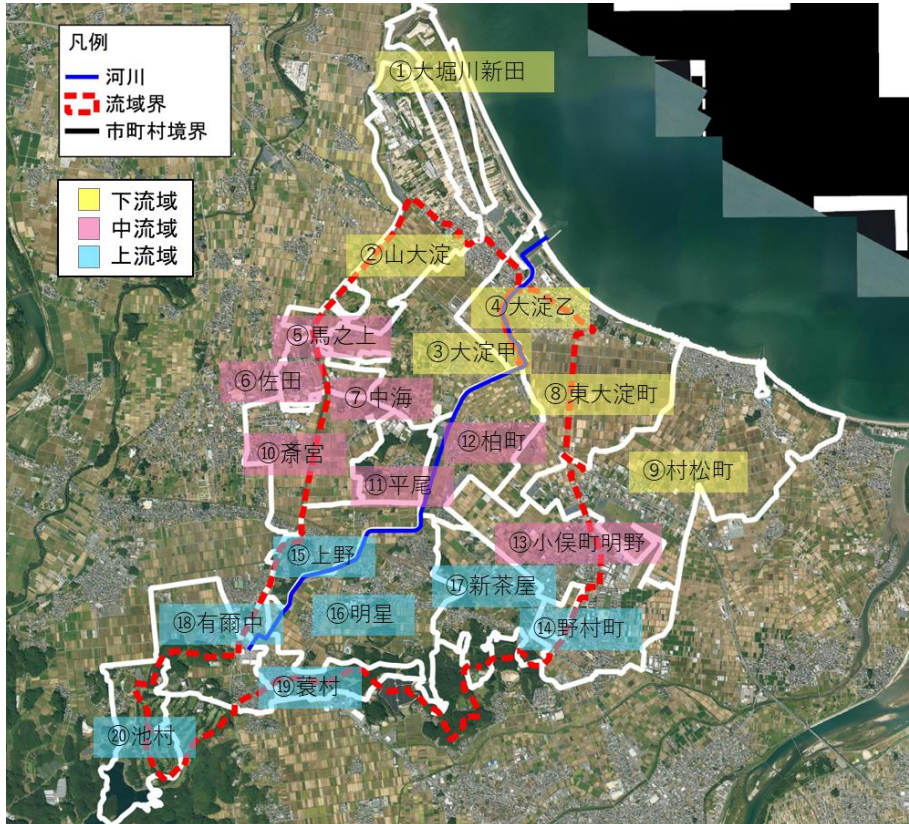 凡例
河川
流域界
市町村境界
下流域
中流域
上流域
①大堀川新田
②山大淀
④大淀乙
⑤馬之上
③大淀甲
⑥佐田
⑦中海
⑧東大淀町
⑩斎宮
⑫柏町
⑨村松町
⑪平尾
⑬小俣町明野
⑮上野
⑰新茶屋
⑯明星
⑱有爾中
⑭野村町
⑲蓑村
⑳池村